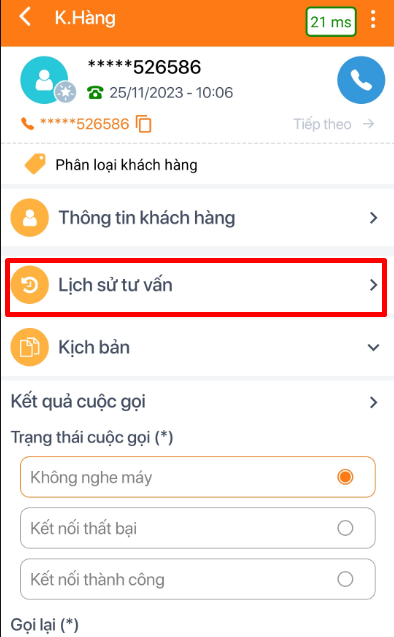 K.Hàng
21 ms
*****526586
25/11/2023 - 10:06
*****526586
Tiếp theo
Phân loại khách hàng
Thông tin khách hàng
Lịch sử tư vấn
Kịch bản
Kết quả cuộc gọi
Trạng thái cuộc gọi (*)
Không nghe máy
Kết nối thất bại
Kết nối thành công
Gọi lại (*)